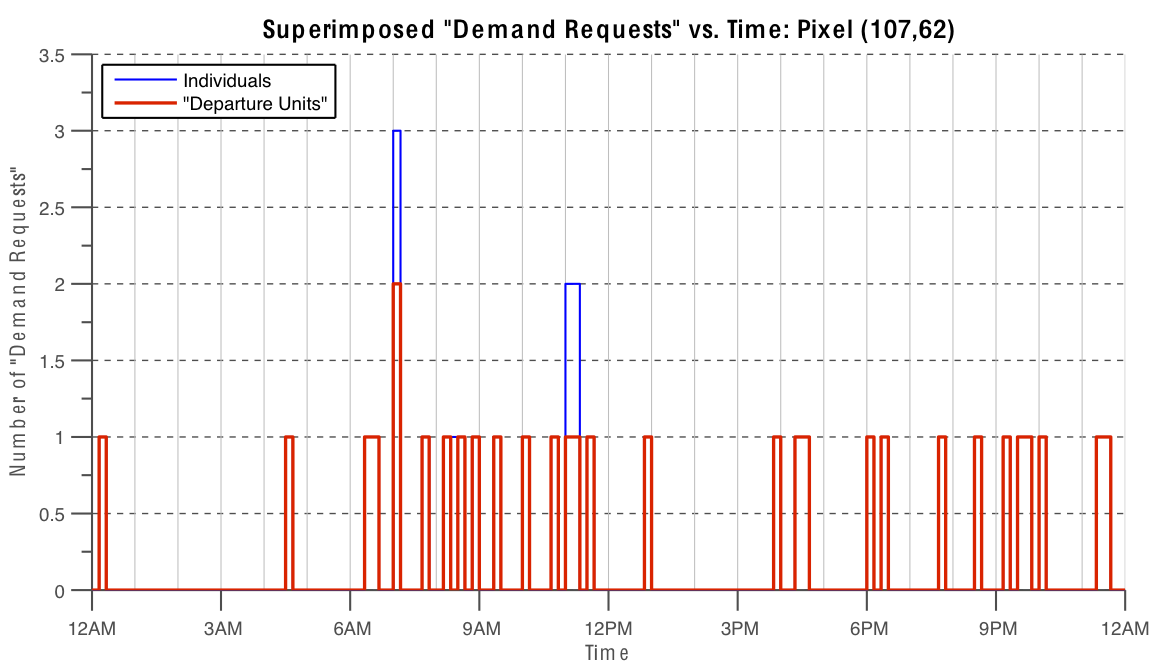 Superimposed "Demand Requests" vs. Time: Pixel (107,62)
3.5
Individuals
"Departure Units"
3
2.5
2
1.5
1
0.5
0
Number of "Demand Requests"
12AM 3AM 6AM 9AM 12PM 3PM 6PM 9PM 12AM
Time